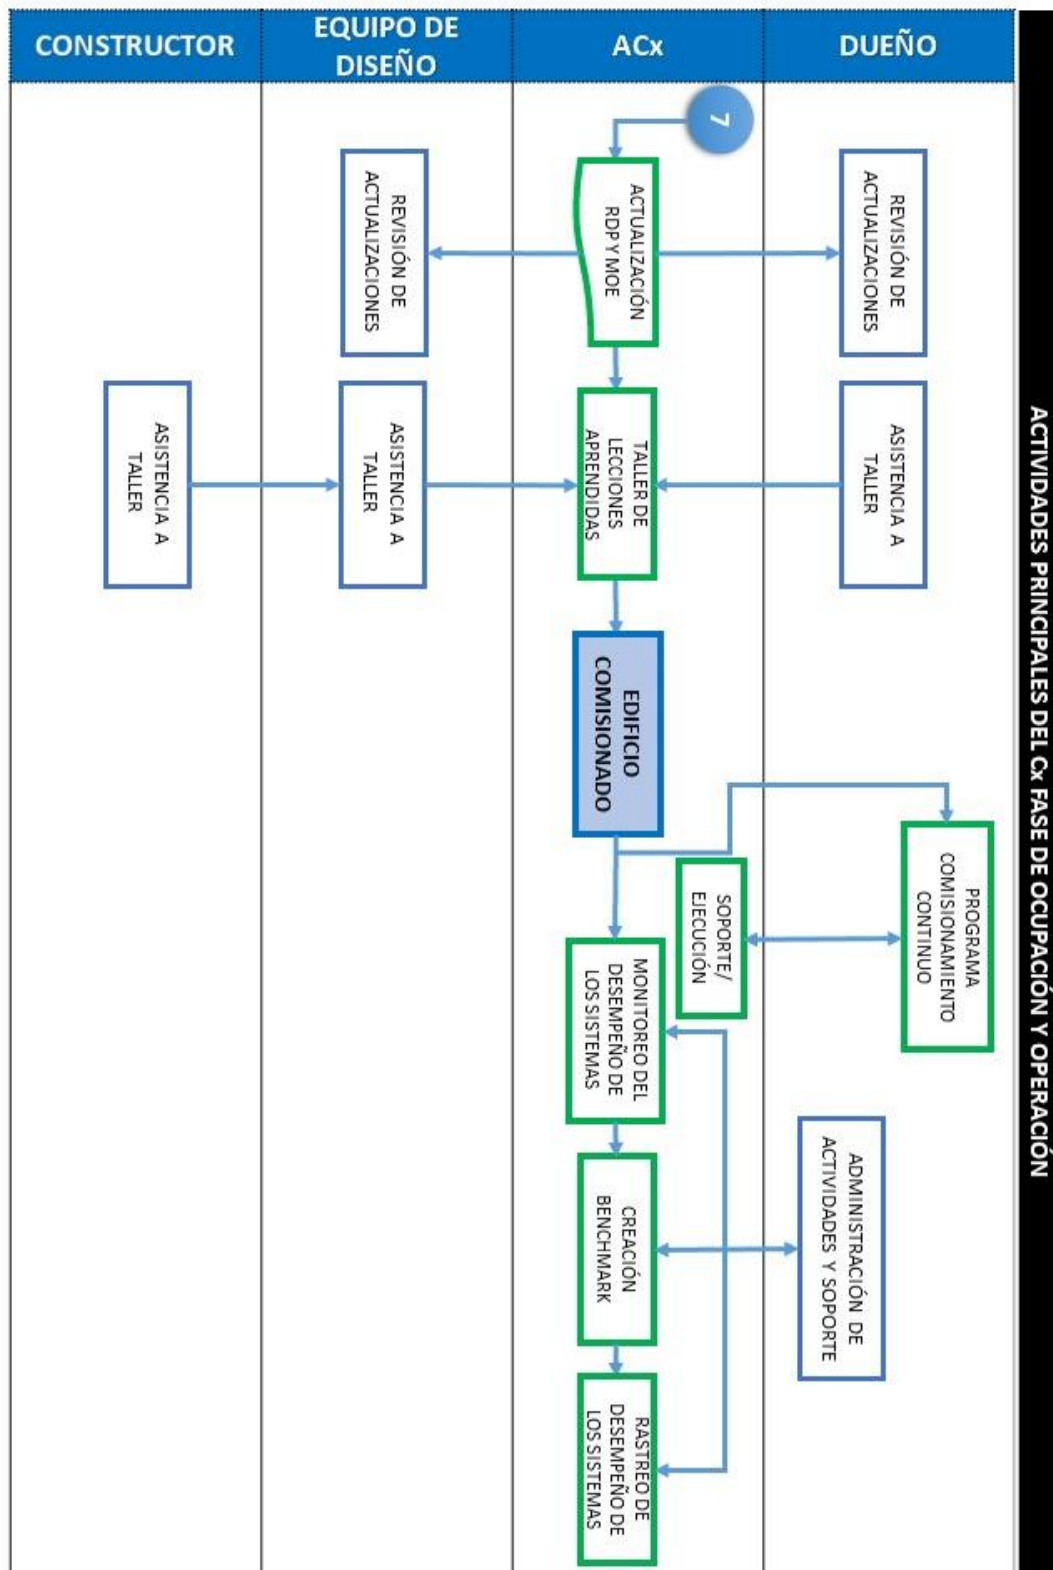 ACTIVIDADES PRINCIPALES DEL Cx FASE DE OCUPACIÓN Y OPERACIÓN
DUEÑO
REVISIÓN DE
ACTUALIZACIONES
ASISTENCIA A
TALLER
PROGRAMA
COMISIONAMIENTO
CONTINUO
ADMINISTRACIÓN DE
ACTIVIDADES Y SOPORTE
ACx
7
ACTUALIZACIÓN
RDP Y MOE
TALLER DE
LECCIONES
APRENDIDAS
EDIFICIO
COMISIONADO
SOPORTE/
EJECUCIÓN
MONITOREO DEL
DESEMPEÑO DE
LOS SISTEMAS
CREACIÓN
BENCHMARK
RASTREO DE
DESEMPEÑO DE
LOS SISTEMAS
EQUIPO DE
DISEÑO
REVISIÓN DE
ACTUALIZACIONES
ASISTENCIA A
TALLER
CONSTRUCTOR
ASISTENCIA A
TALLER